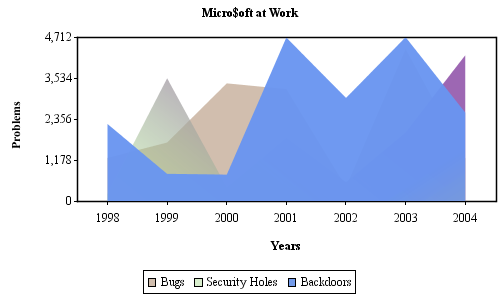 Micro$oft at Work
4,712
3,534
2,356
1,178
0
Problems
1998 1999 2000 2001 2002 2003 2004
Years
Bugs Security Holes Backdoors